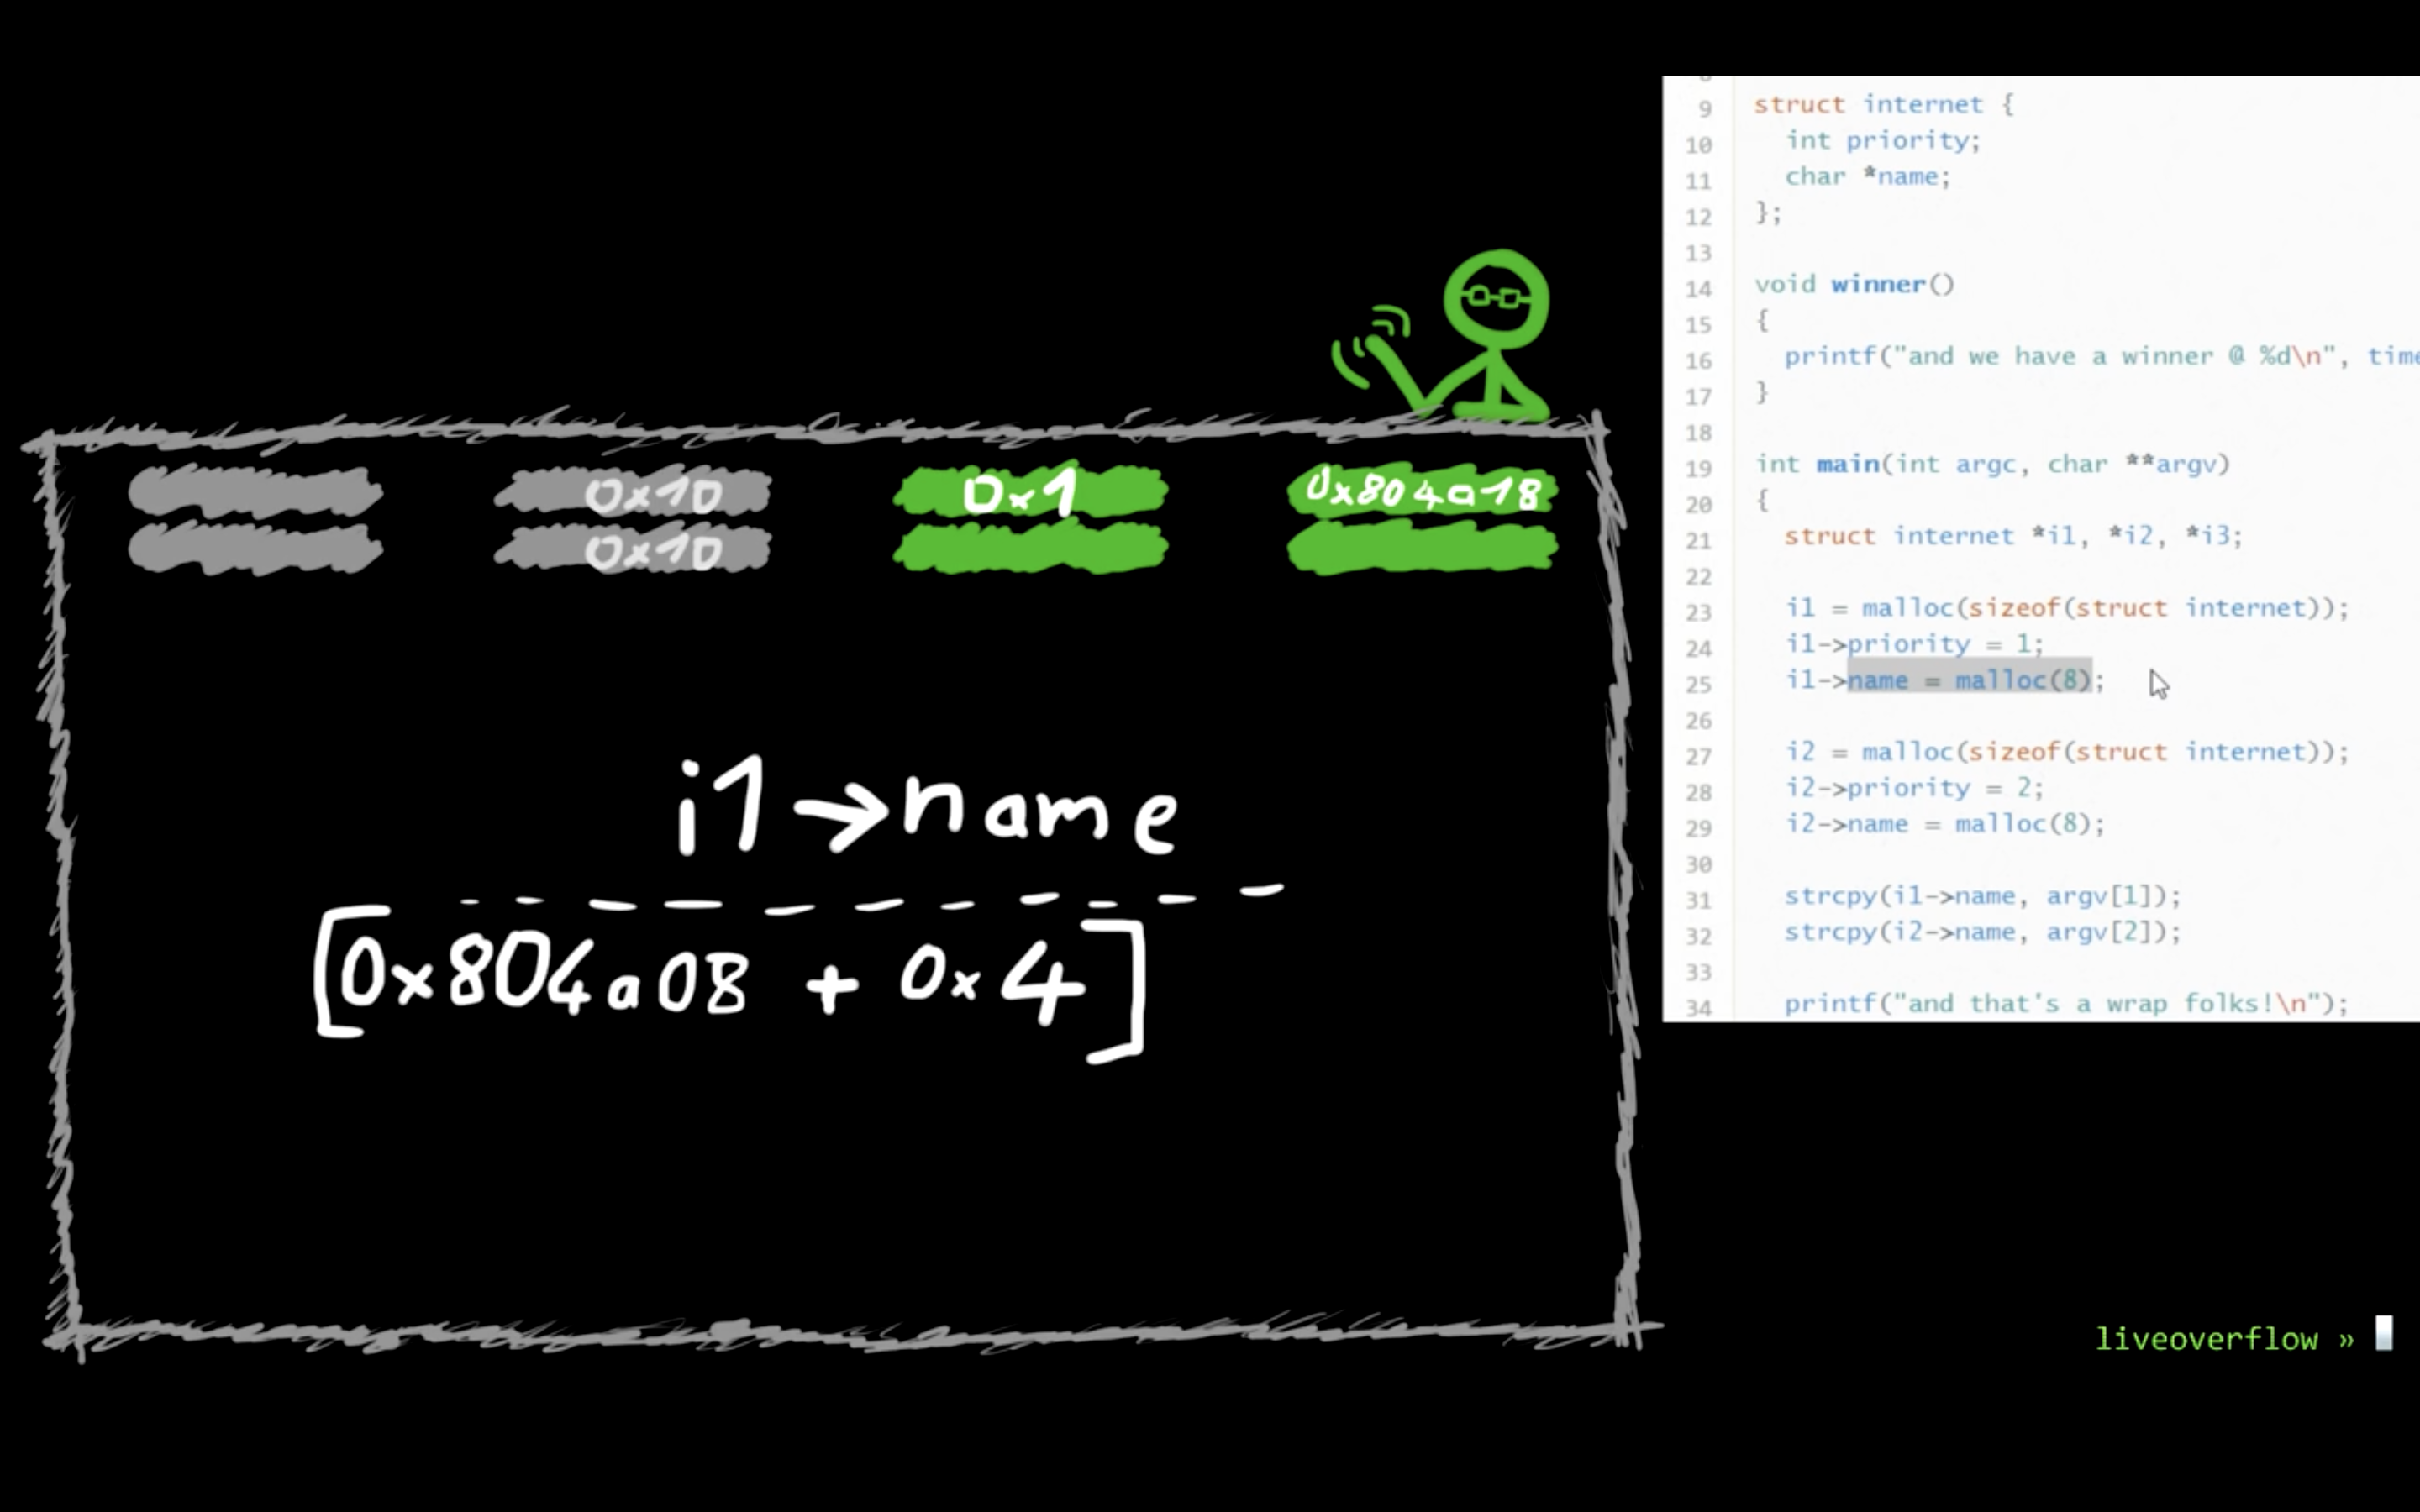 0x10 0x1 0x804a18
0x10
i1→name
[0x804a08 + 0x4]
9 struct internet {
10 int priority;
11 char *name;
12 };
13
14 void winner()
15 {
16 printf("and we have a winner @ %d\n", time
17 }
18
19 int main(int argc, char **argv)
20 {
21 struct internet *i1, *i2, *i3;
22
23 i1 = malloc(sizeof(struct internet));
24 i1->priority = 1;
25 i1->name = malloc(8);
26
27 i2 = malloc(sizeof(struct internet));
28 i2->priority = 2;
29 i2->name = malloc(8);
30
31 strcpy(i1->name, argv[1]);
32 strcpy(i2->name, argv[2]);
33
34 printf("and that's a wrap folks!\n");
liveoverflow »